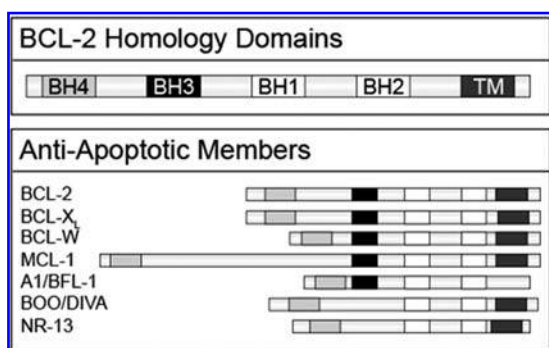 BCL-2 Homology Domains
BH4 BH3 BH1 BH2 TM
Anti-Apoptotic Members
BCL-2
BCL-XL
BCL-W
MCL-1
A1/BFL-1
BOO/DIVA
NR-13